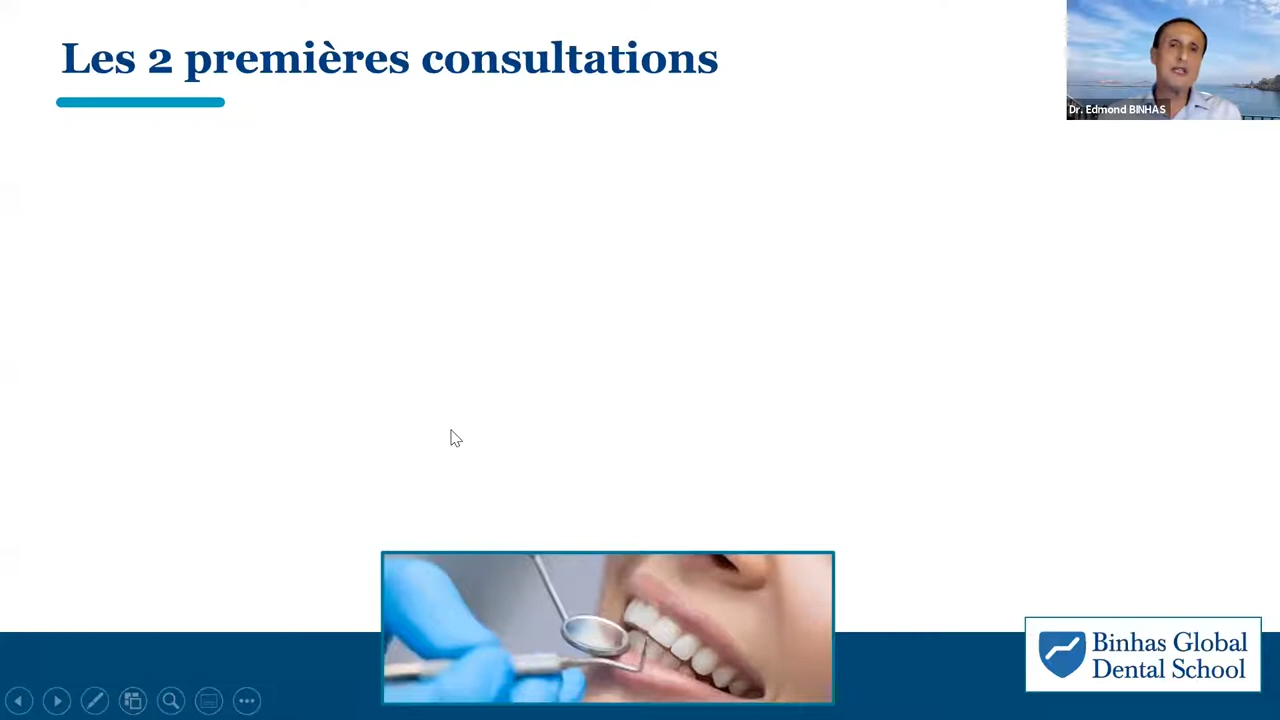 Les 2 premières consultations
Dr. Edmond BINHAS
Binhas Global
Dental School